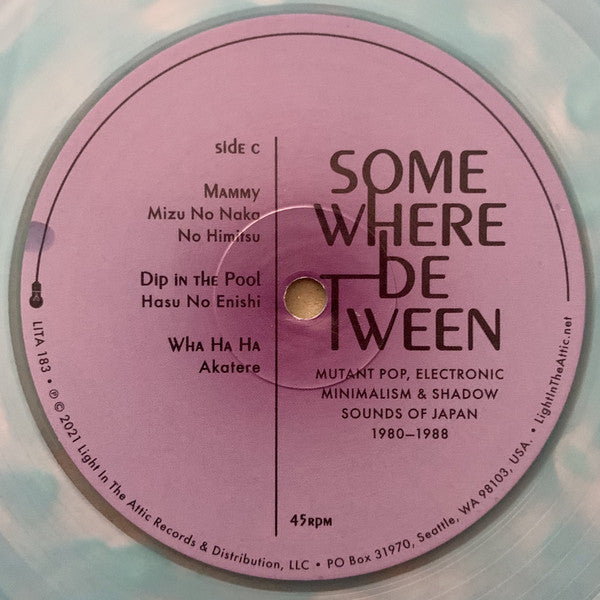 SIDE C
MAMMY
Mizu No Naka
No Himitsu
DIP IN THE POOL
Hasu No Enishi
WHA HA HA
Akatere
SOME
WHERE
BE
TWEEN
MUTANT POP, ELECTRONIC
MINIMALISM & SHADOW
SOUNDS OF JAPAN
1980–1988
45RPM
LITA 183 • ℗ © 2021 Light In The Attic Records & Distribution, LLC • PO Box 31970, Seattle, WA 98103, USA. • LightInTheAttic.net